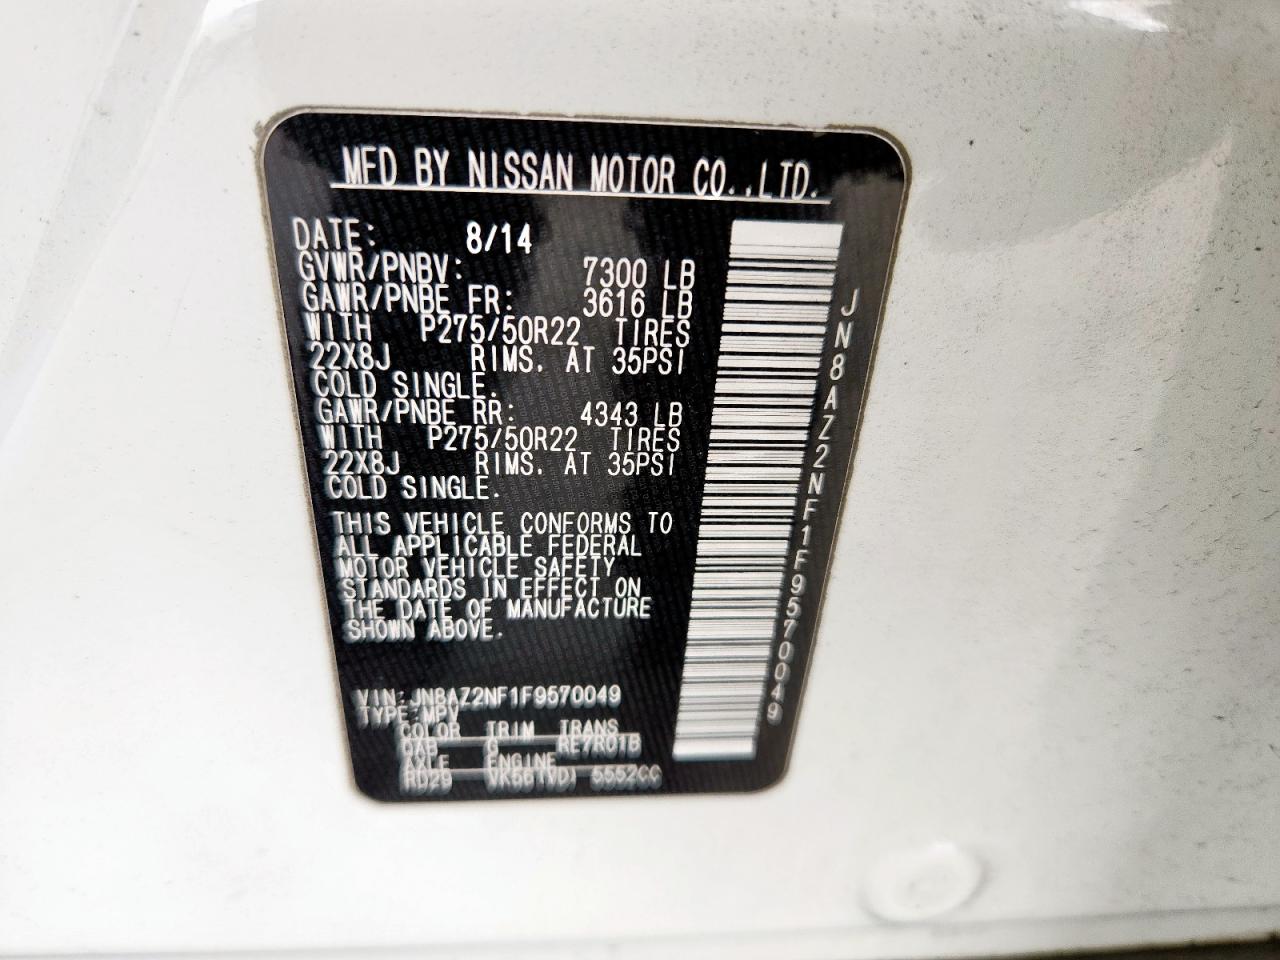 MFD BY NISSAN MOTOR CO.,LTD.
DATE: 8/14
GVWR/PNBV: 7300 LB
GAWR/PNBE FR: 3616 LB
WITH P275/50R22 TIRES
22X8J RIMS. AT 35PSI
COLD SINGLE.
GAWR/PNBE RR: 4343 LB
WITH P275/50R22 TIRES
22X8J RIMS. AT 35PSI
COLD SINGLE.
THIS VEHICLE CONFORMS TO
ALL APPLICABLE FEDERAL
MOTOR VEHICLE SAFETY
STANDARDS IN EFFECT ON
THE DATE OF MANUFACTURE
SHOWN ABOVE.
VIN:JN8AZ2NF1F9570049
TYPE:MPV
COLOR TRIM TRANS
QAB G RE7R01B
AXLE ENGINE
RD29 VK56(VD) 5552CC
JN8AZ2NF1F9570049